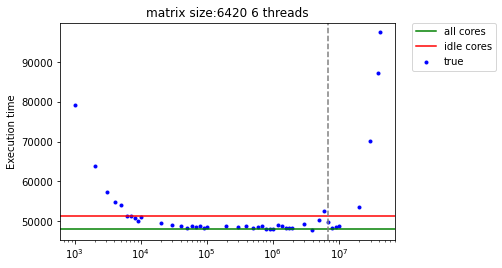 matrix size:6420 6 threads
all cores
idle cores
true
Execution time
90000
80000
70000
60000
50000
10³
10⁴
10⁵
10⁶
10⁷